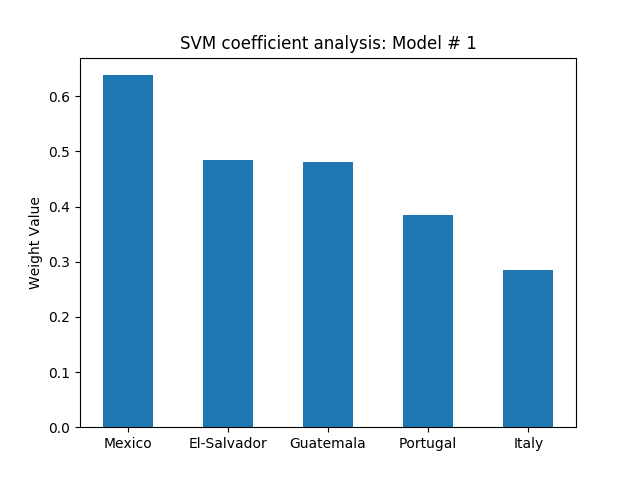 SVM coefficient analysis: Model # 1
Weight Value
0.6
0.5
0.4
0.3
0.2
0.1
0.0
Mexico El-Salvador Guatemala Portugal Italy